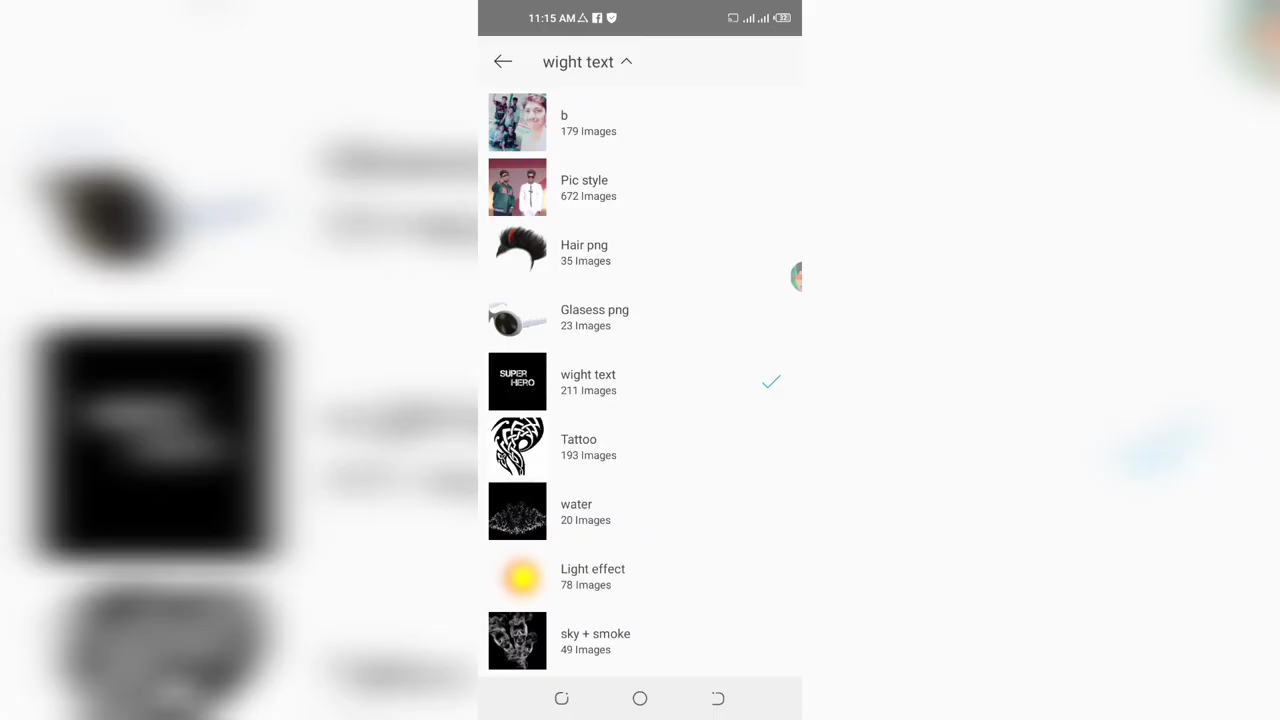 11:15 AM
32
wight text
b
179 Images
Pic style
672 Images
Hair png
35 Images
Glasess png
23 Images
wight text
211 Images
SUPER
HERO
Tattoo
193 Images
water
20 Images
Light effect
78 Images
sky + smoke
49 Images